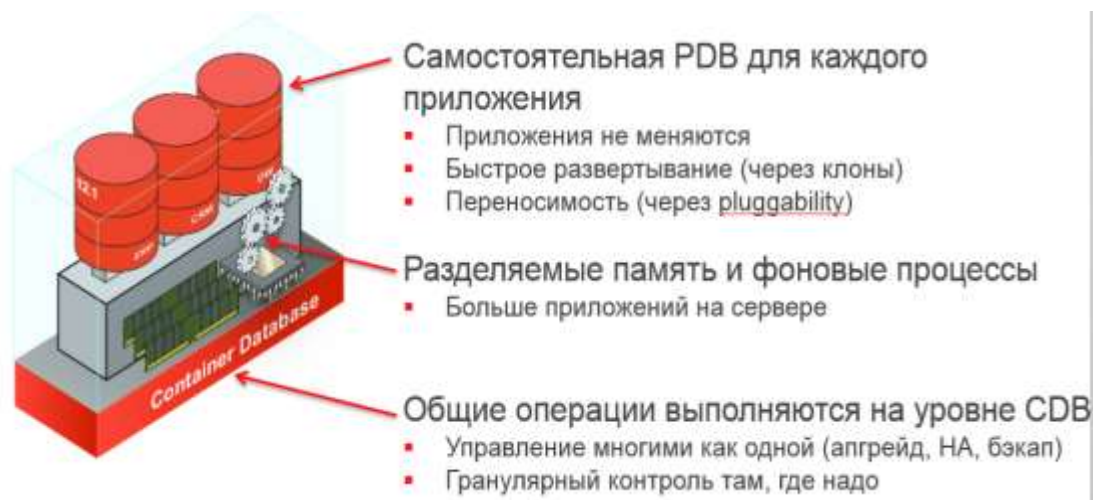 Самостоятельная PDB для каждого
приложения
Приложения не меняются
Быстрое развертывание (через клоны)
Переносимость (через pluggability)
12.1
Разделяемые память и фоновые процессы
Больше приложений на сервере
Container Database
Общие операции выполняются на уровне CDB
Управление многими как одной (апгрейд, HA, бэкап)
Гранулярный контроль там, где надо